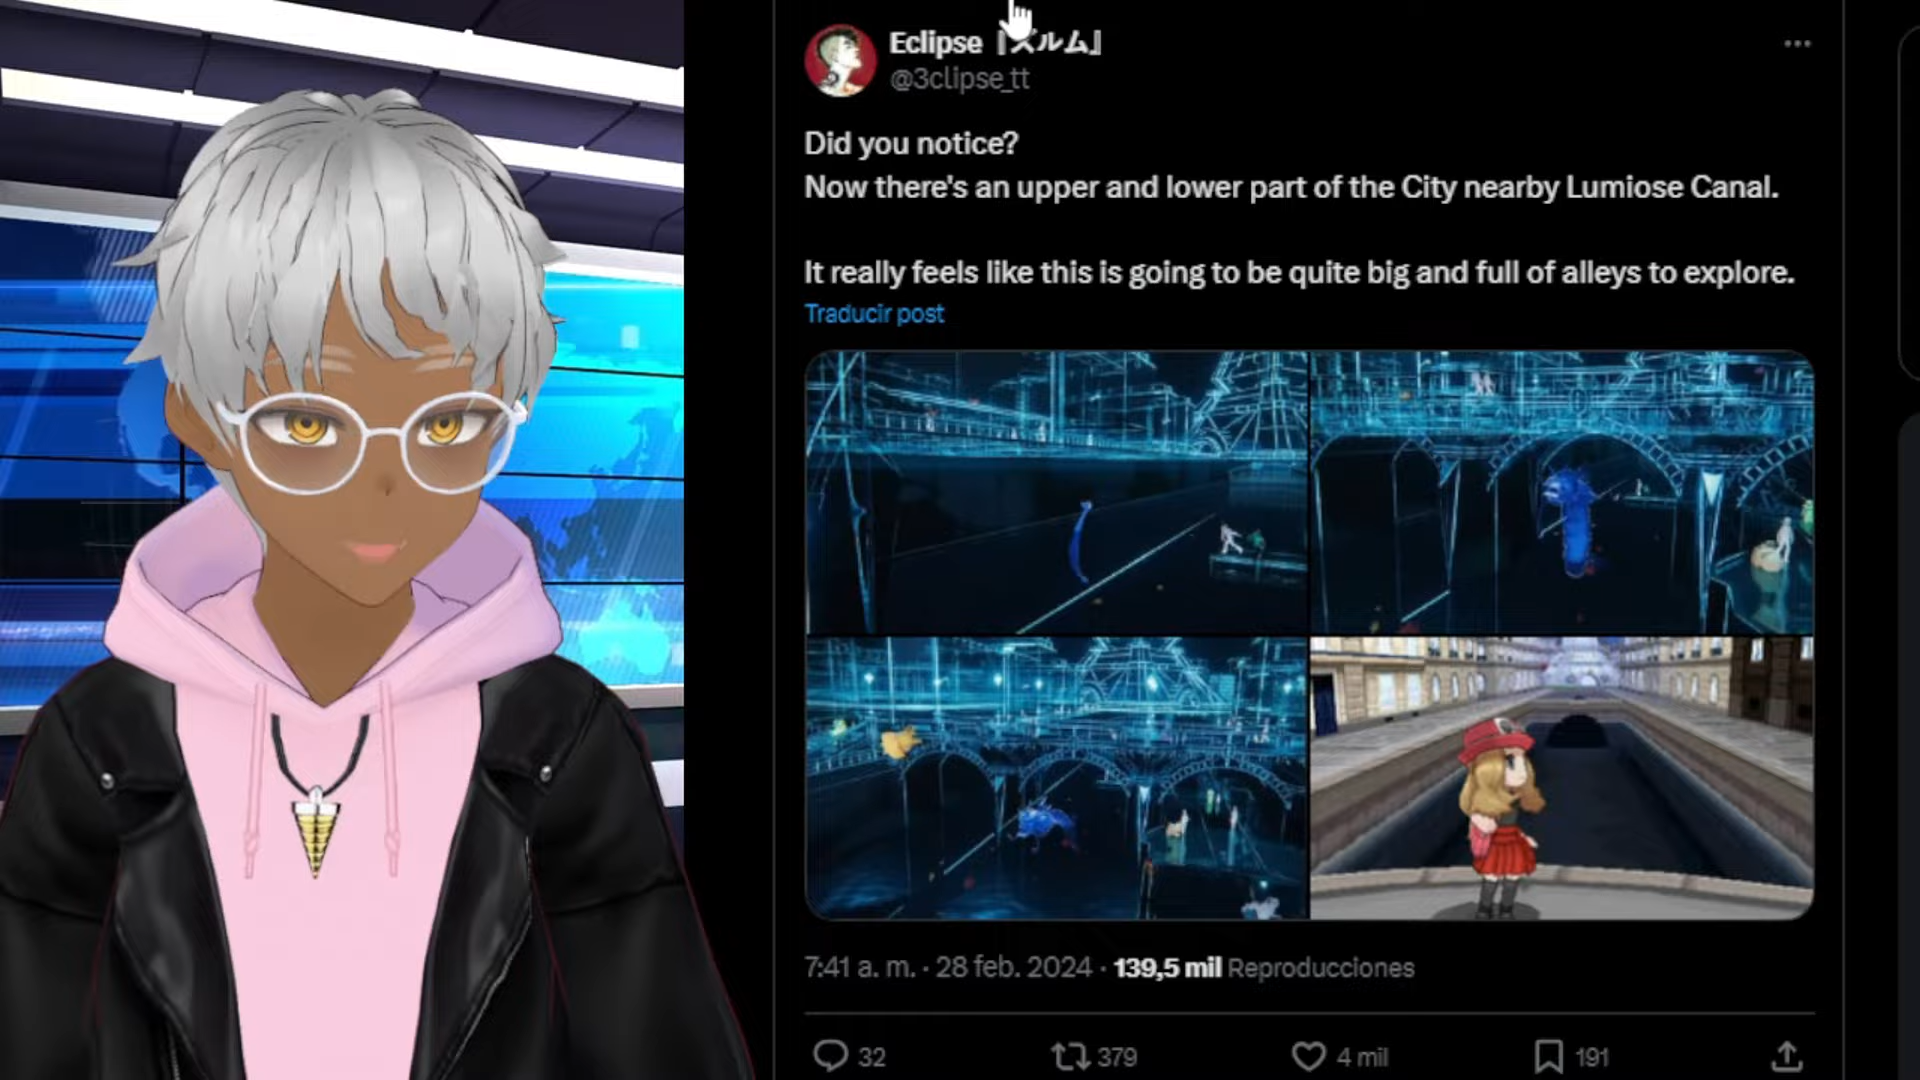 Eclipse『ズルム』
@3clipse_tt
Did you notice?
Now there's an upper and lower part of the City nearby Lumiose Canal.
It really feels like this is going to be quite big and full of alleys to explore.
Traducir post
7:41 a. m. · 28 feb. 2024 · 139,5 mil Reproducciones
32 379 4 mil 191